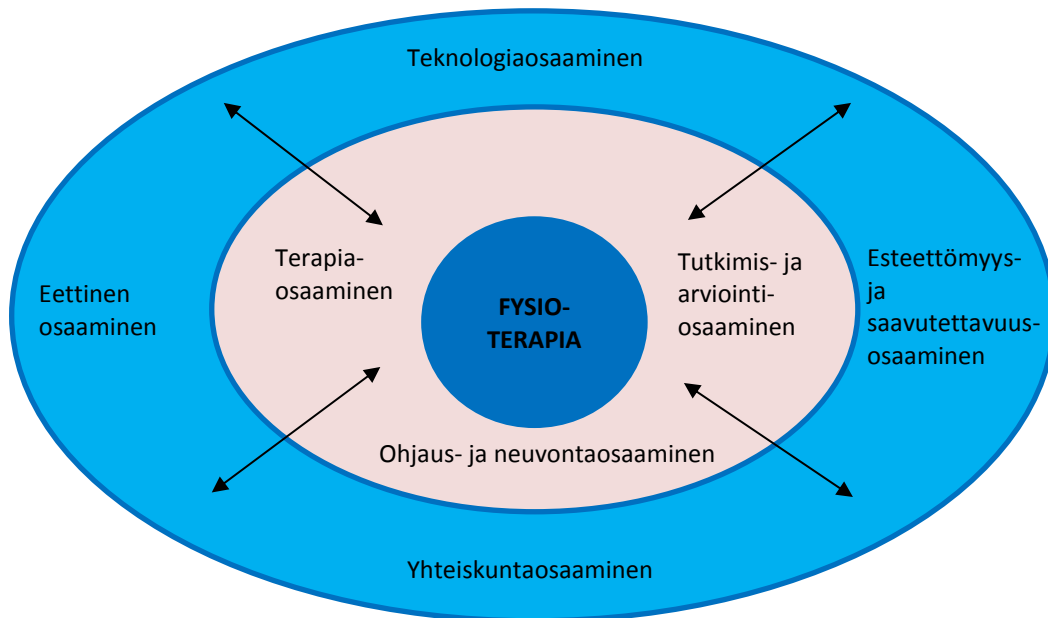 Teknologiaosaaminen
Eettinen
osaaminen
Terapia-
osaaminen
FYSIO-
TERAPIA
Tutkimis- ja
arviointi-
osaaminen
Esteettömyys-
ja
saavutettavuus-
osaaminen
Ohjaus- ja neuvontaosaaminen
Yhteiskuntaosaaminen